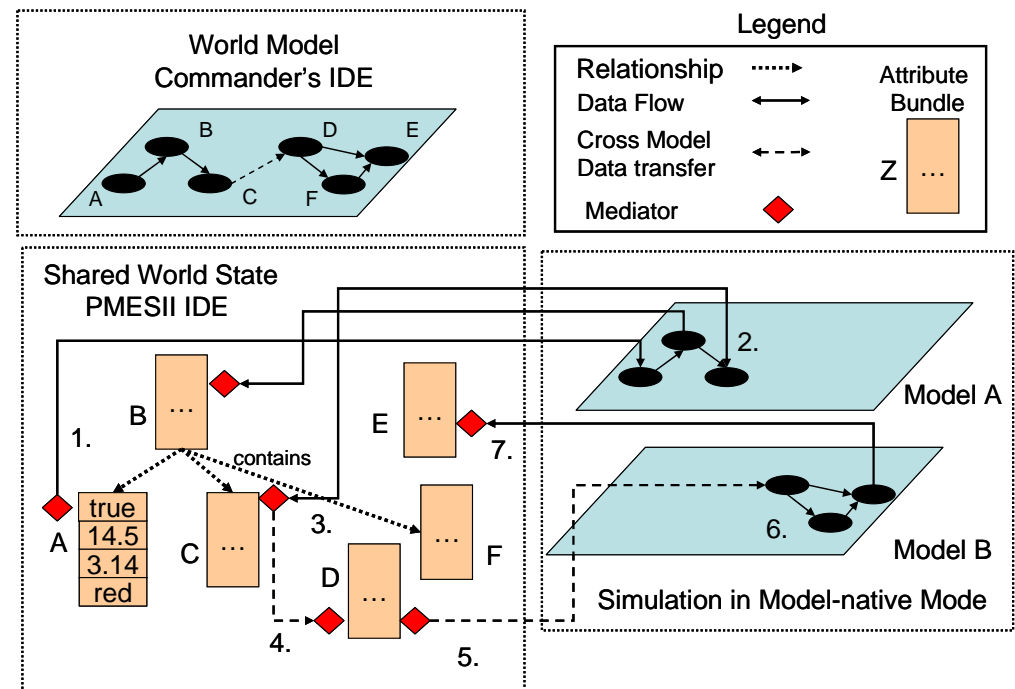 World Model
Commander's IDE
A
B
C
D
E
F
Legend
Relationship
Data Flow
Cross Model
Data transfer
Mediator
Attribute
Bundle
Z
...
Shared World State
PMESII IDE
B
...
1.
contains
A
true
14.5
3.14
red
C
...
3.
E
...
7.
F
...
D
...
4.
5.
2.
Model A
6.
Model B
Simulation in Model-native Mode